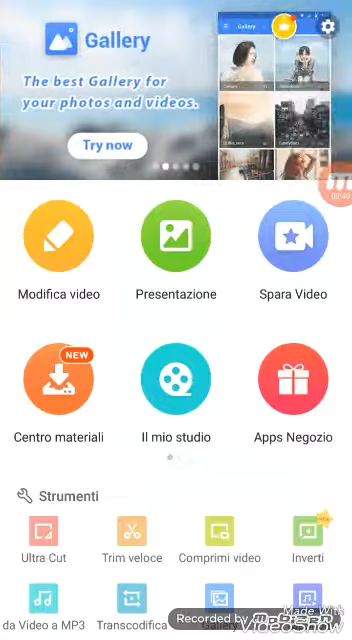 Gallery
The best Gallery for
your photos and videos.
Try now
Modifica video
Presentazione
Spara Video
NEW
Centro materiali
Il mio studio
Apps Negozio
Strumenti
Ultra Cut
Trim veloce
Comprimi video
Inverti
da Video a MP3
Transcodifica
Gallery
Recorded by
Made With
VideoShow